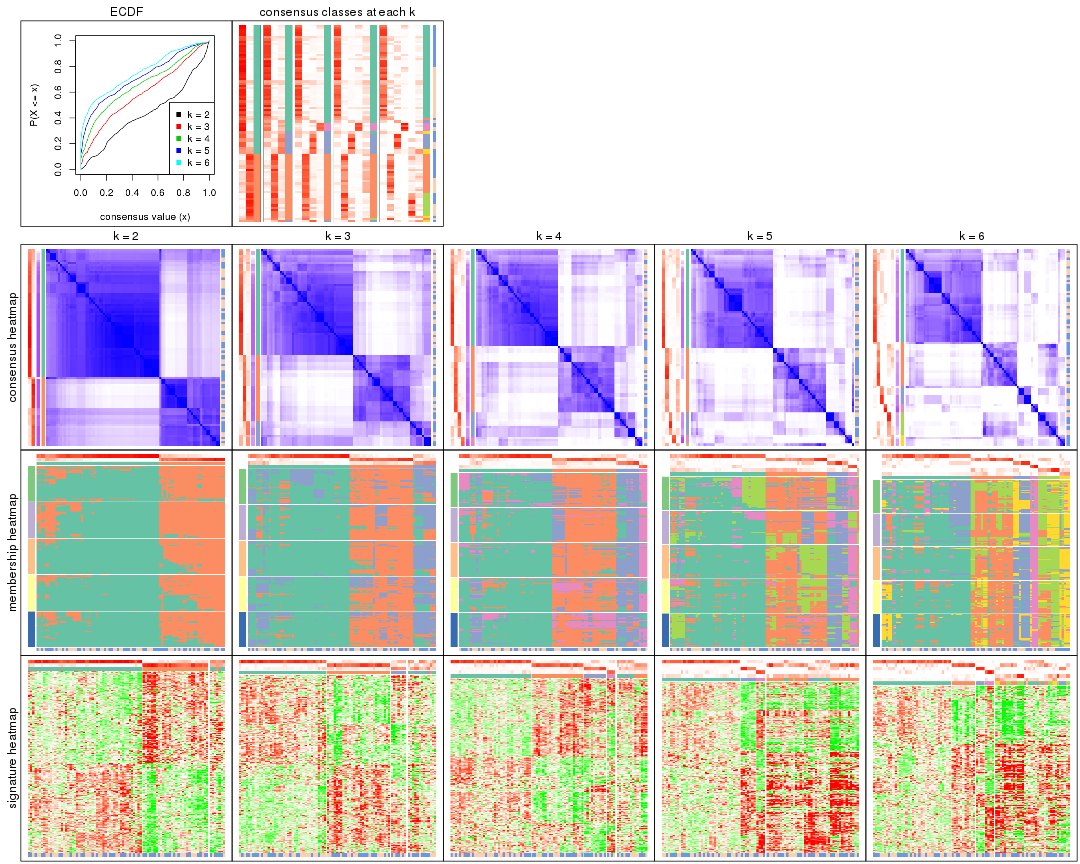 ECDF
consensus classes at each k
P(X <= x)
0.0 0.2 0.4 0.6 0.8 1.0
k = 2
k = 3
k = 4
k = 5
k = 6
0.0 0.2 0.4 0.6 0.8 1.0
consensus value (x)
k = 2
k = 3
k = 4
k = 5
k = 6
consensus heatmap
membership heatmap
signature heatmap